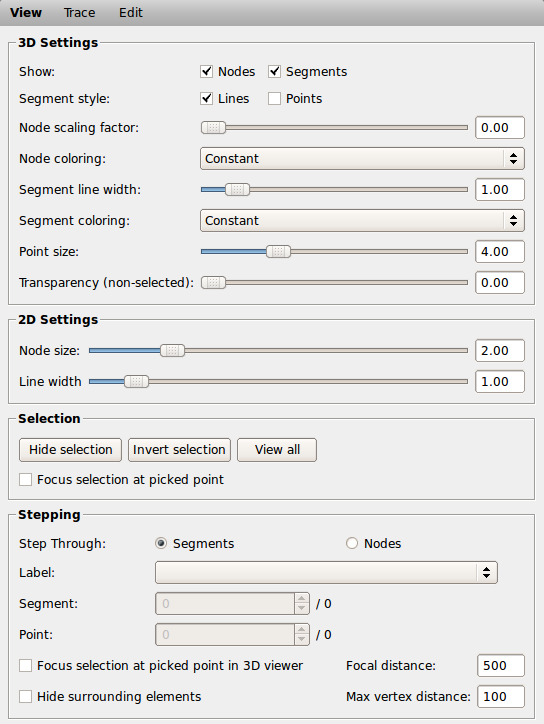 View Trace Edit
3D Settings
Show: Nodes Segments
Segment style: Lines Points
Node scaling factor: 0.00
Node coloring: Constant
Segment line width: 1.00
Segment coloring: Constant
Point size: 4.00
Transparency (non-selected): 0.00
2D Settings
Node size: 2.00
Line width 1.00
Selection
Hide selection Invert selection View all
Focus selection at picked point
Stepping
Step Through: Segments Nodes
Label:
Segment: 0 / 0
Point: 0 / 0
Focus selection at picked point in 3D viewer Focal distance: 500
Hide surrounding elements Max vertex distance: 100